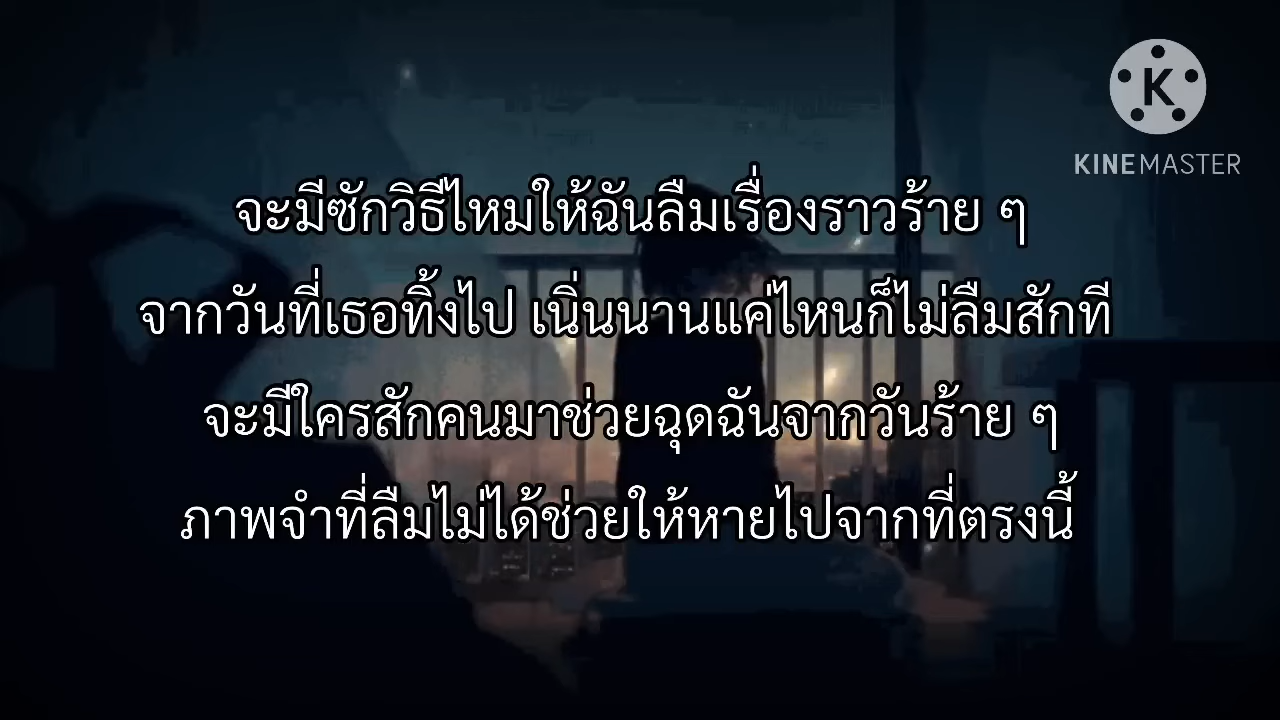 K
KINEMASTER
จะมีซักวิธีไหมให้ฉันลืมเรื่องราวร้าย ๆ
จากวันที่เธอทิ้งไป เนิ่นนานแค่ไหนก็ไม่ลืมสักที
จะมีใครสักคนมาช่วยฉุดฉันจากวันร้าย ๆ
ภาพจำที่ลืมไม่ได้ช่วยให้หายไปจากที่ตรงนี้